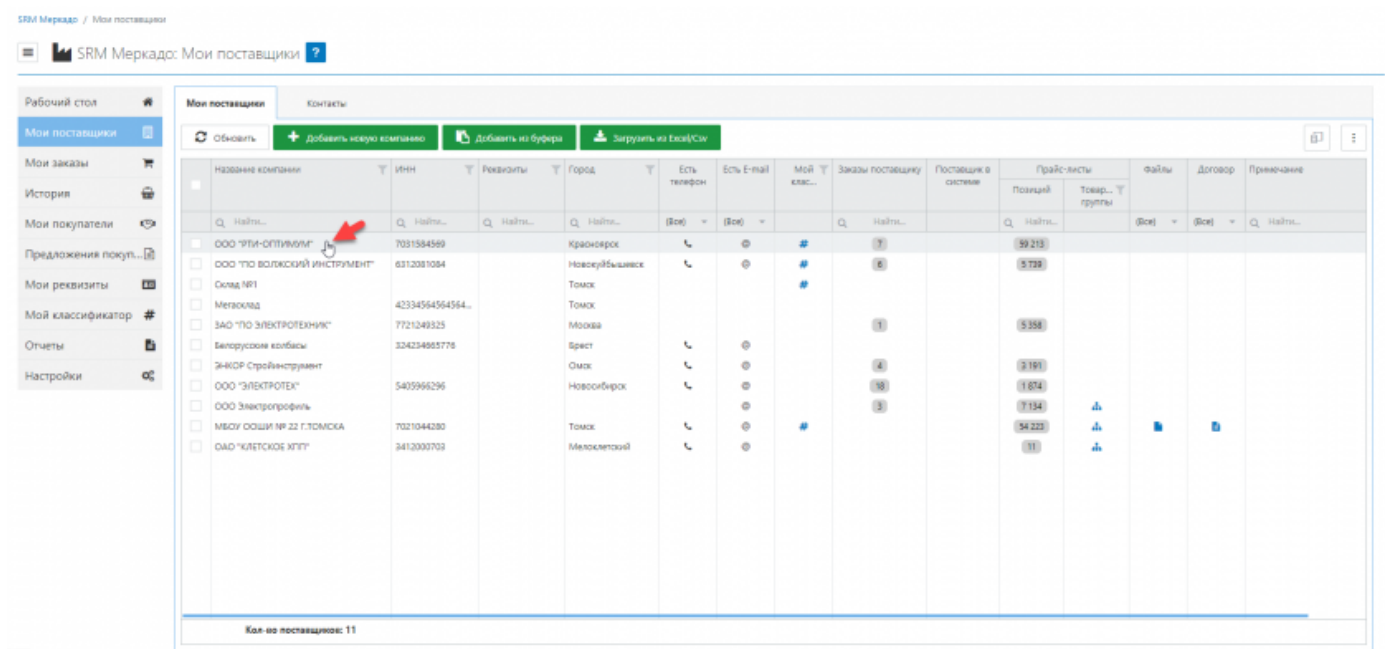 SRM Меркадо / Мои поставщики
SRM Меркадо: Мои поставщики ?
Рабочий стол
Мои поставщики
Мои заказы
История
Мои покупатели
Предложения покуп...
Мои реквизиты
Мой классификатор
Отчеты
Настройки
Мои поставщики Контакты
Обновить Добавить новую компанию Добавить из буфера Загрузить из Excel/Csv
Название компании ИНН Реквизиты Город Есть телефон Есть E-mail Мой клас... Заказы поставщику Поставщик в системе Прайс-листы Файлы Договор Примечание
Позиций Товар... группы
Найти... Найти... Найти... Найти... (Все) (Все) Найти... Найти... (Все) (Все) Найти...
ООО "РТИ-ОПТИМУМ" 7031584569 Красноярск 7 59 213
ООО "ПО ВОЛЖСКИЙ ИНСТРУМЕНТ" 6312081084 Новокуйбышевск 6 5 739
Склад №1 Томск
Мегасклад 42334564564564... Томск
ЗАО "ПО ЭЛЕКТРОТЕХНИК" 7721249325 Москва 1 5 358
Белорусские колбасы 324234665776 Брест
ЭНКОР Стройинструмент Омск 4 3 191
ООО "ЭЛЕКТРОТЕХ" 5405966296 Новосибирск 18 1 674
ООО Электропрофиль 3 7 134
МБОУ ООШИ № 22 Г.ТОМСКА 7021044280 Томск 54 223
ОАО "КЛЕТСКОЕ ХПП" 3412000703 Мелоклетский 11
Кол-во поставщиков: 11